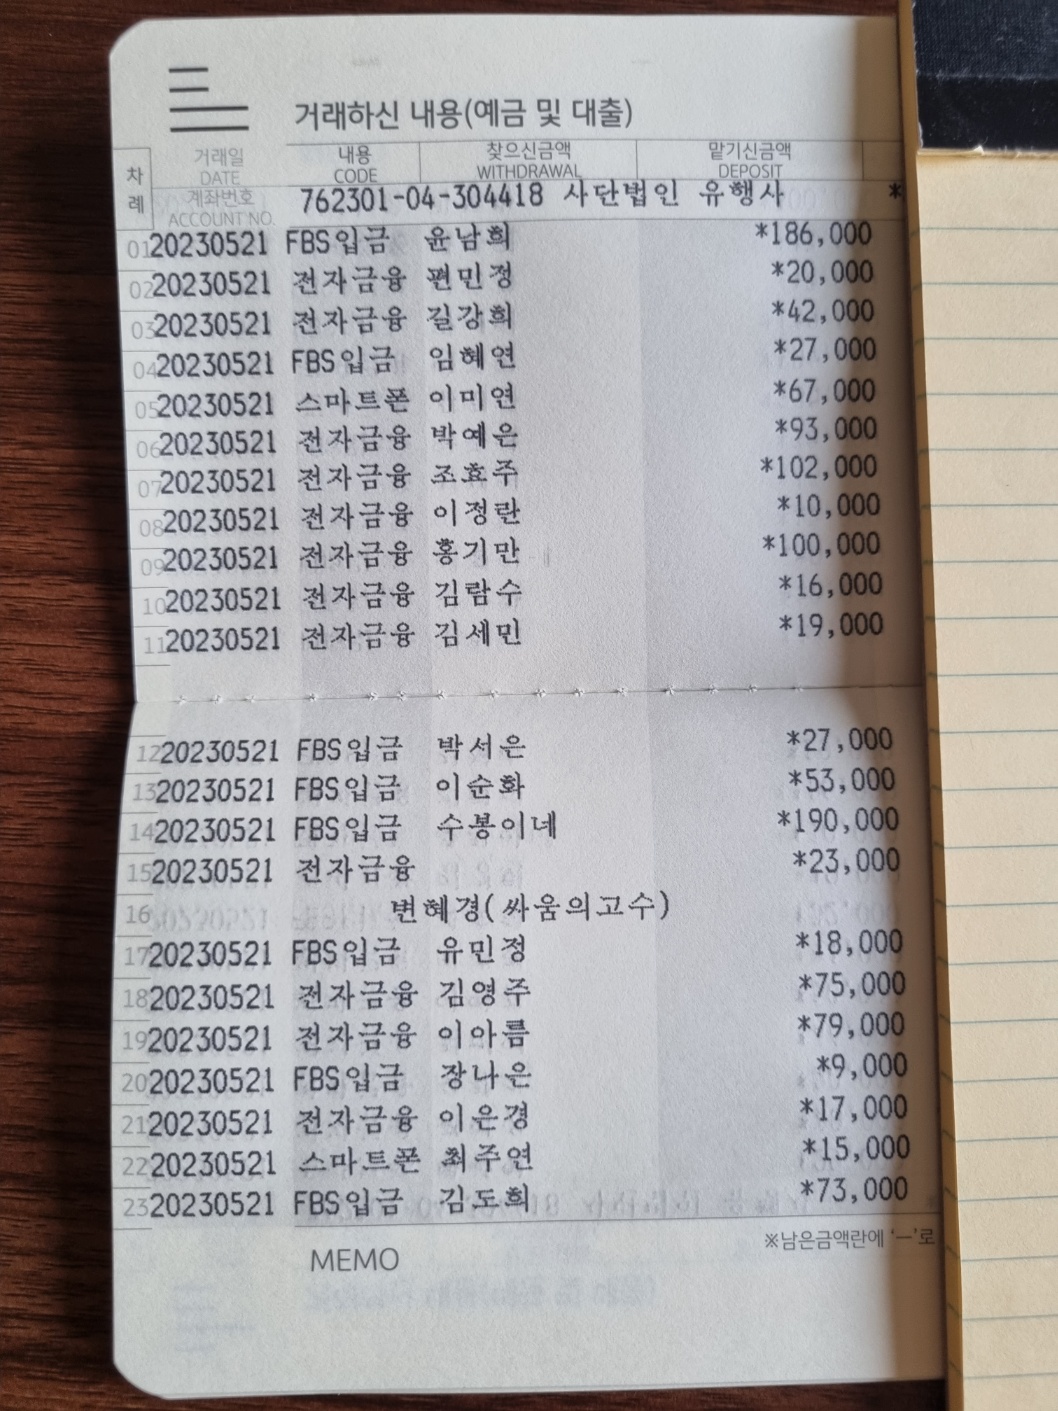 거래하신 내용(예금 및 대출)
차례 거래일 DATE 내용 CODE 찾으신금액 WITHDRAWAL 맡기신금액 DEPOSIT
계좌번호 ACCOUNT NO. 762301-04-304418 사단법인 유행사 *
01 20230521 FBS입금 윤남희 *186,000
02 20230521 전자금융 편민정 *20,000
03 20230521 전자금융 길강희 *42,000
04 20230521 FBS입금 임혜연 *27,000
05 20230521 스마트폰 이미연 *67,000
06 20230521 전자금융 박예은 *93,000
07 20230521 전자금융 조효주 *102,000
08 20230521 전자금융 이정란 *10,000
09 20230521 전자금융 홍기만 *100,000
10 20230521 전자금융 김람수 *16,000
11 20230521 전자금융 김세민 *19,000
12 20230521 FBS입금 박서은 *27,000
13 20230521 FBS입금 이순화 *53,000
14 20230521 FBS입금 수봉이네 *190,000
15 20230521 전자금융 *23,000
16 변혜경(싸움의고수)
17 20230521 FBS입금 유민정 *18,000
18 20230521 전자금융 김영주 *75,000
19 20230521 전자금융 이아름 *79,000
20 20230521 FBS입금 장나은 *9,000
21 20230521 전자금융 이은경 *17,000
22 20230521 스마트폰 최주연 *15,000
23 20230521 FBS입금 김도희 *73,000
※남은금액란에 '–'로
MEMO